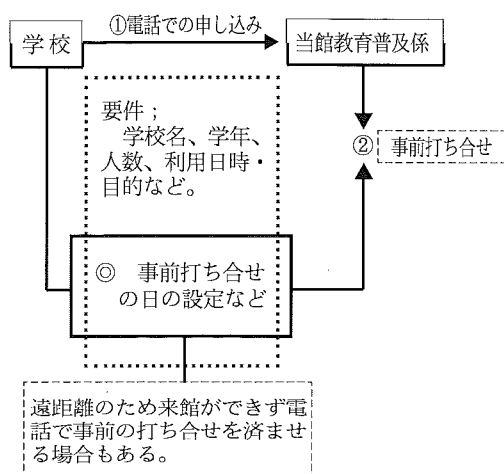 ①電話での申し込み
学校
当館教育普及係
要件；
学校名、学年、
人数、利用日時・
目的など。
② 事前打ち合せ
◎ 事前打ち合せ
の日の設定など
遠距離のため来館ができず電
話で事前の打ち合せを済ませ
る場合もある。